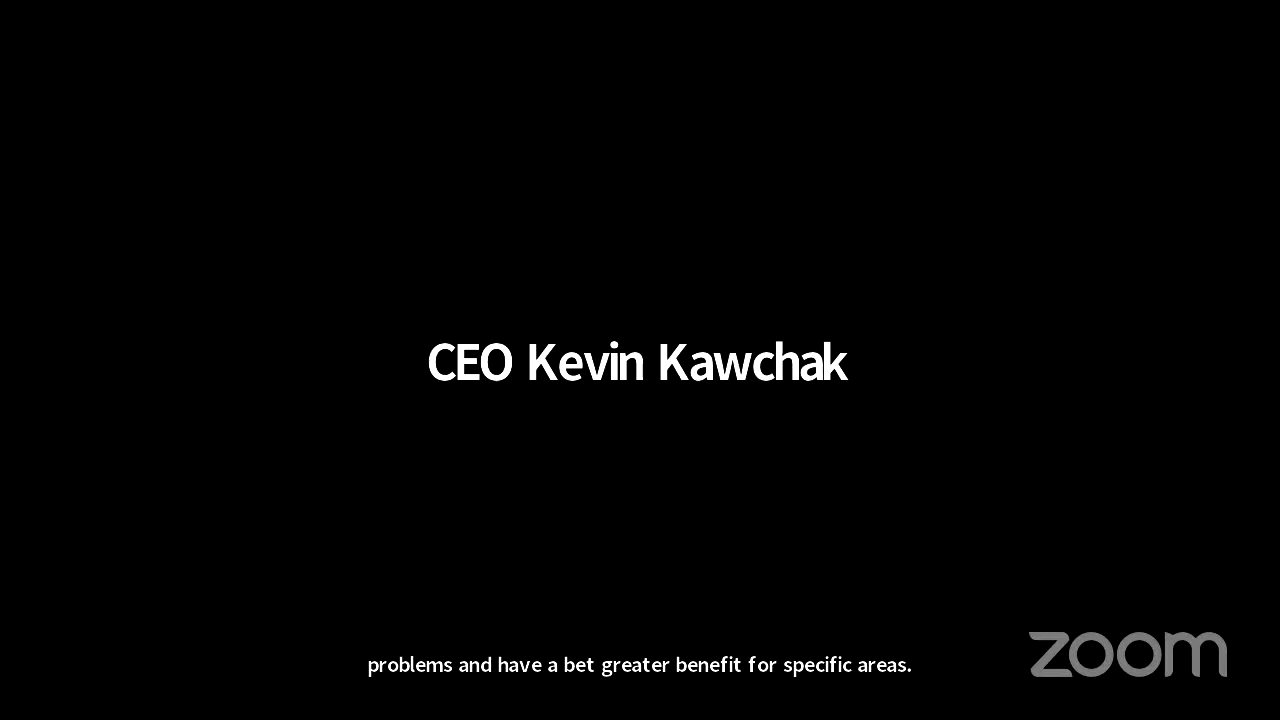 CEO Kevin Kawchak
problems and have a bet greater benefit for specific areas.
zoom